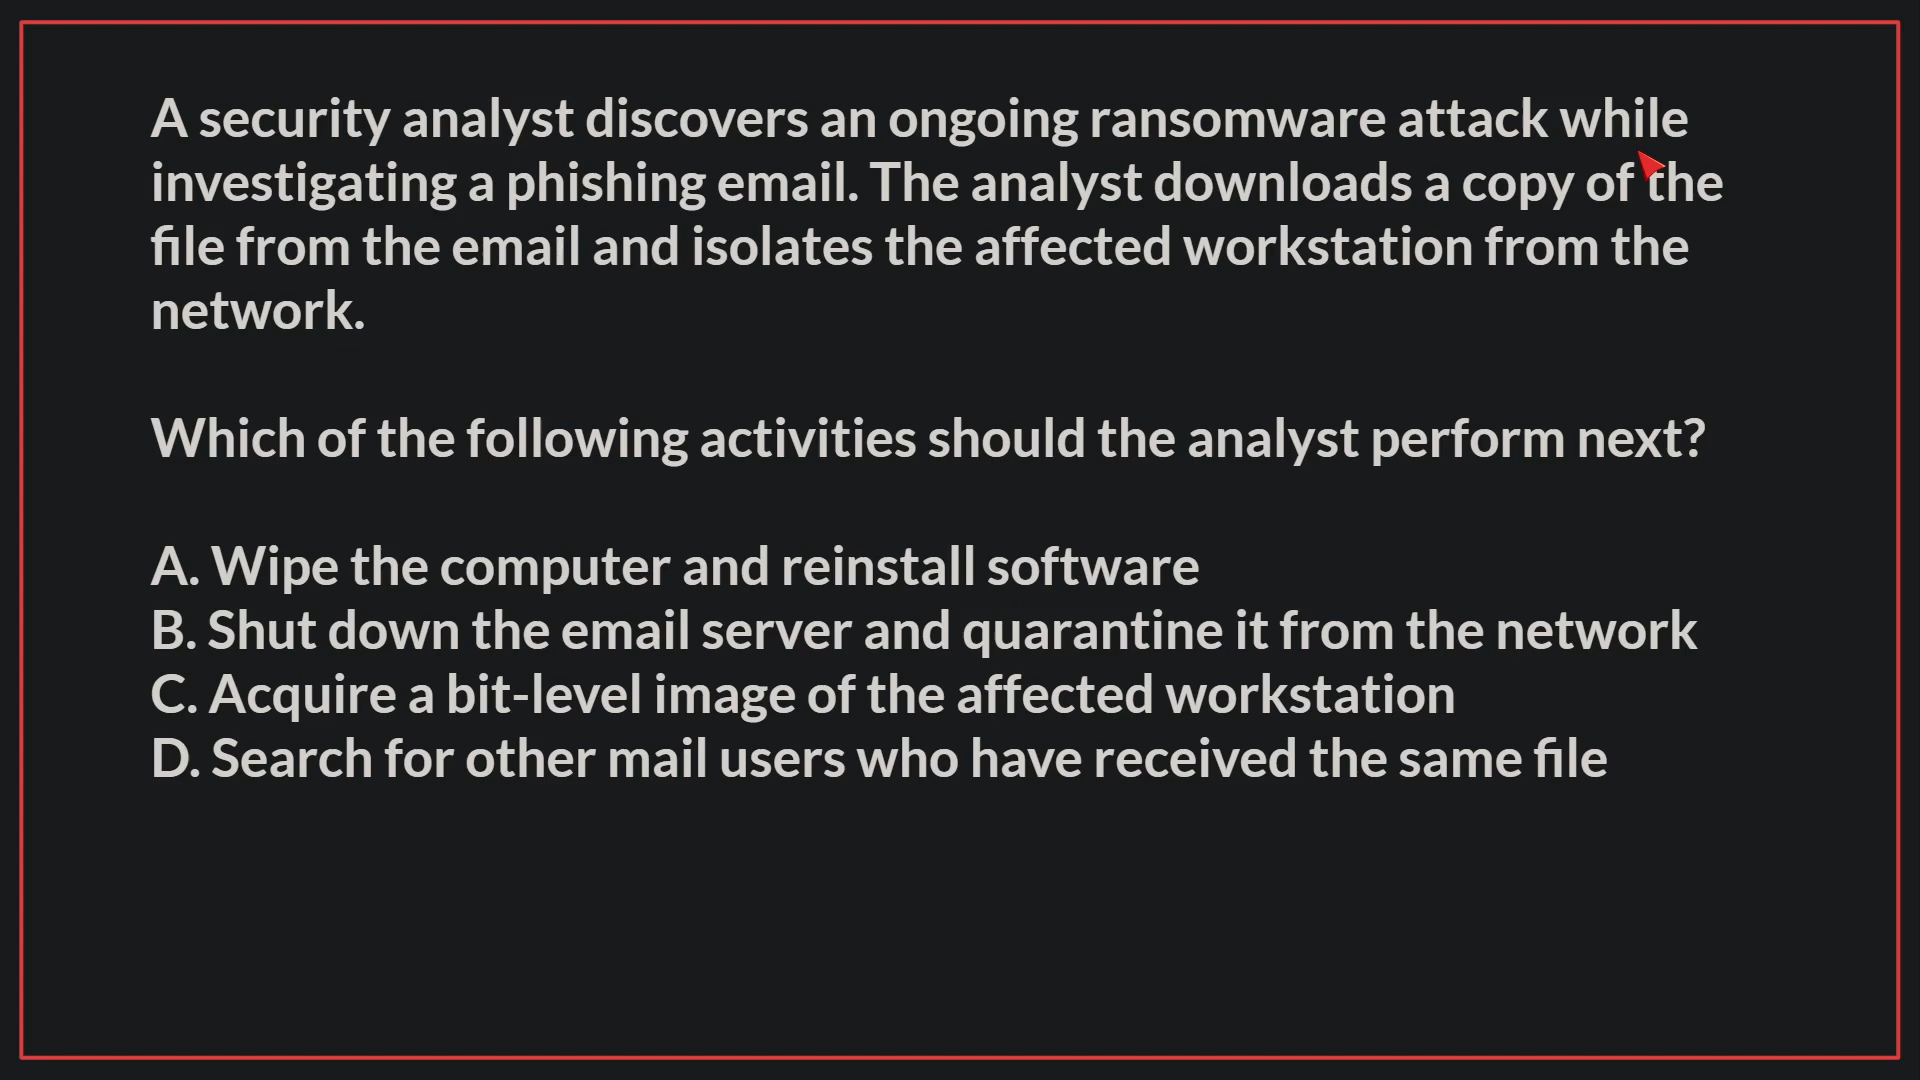 A security analyst discovers an ongoing ransomware attack while
investigating a phishing email. The analyst downloads a copy of the
file from the email and isolates the affected workstation from the
network.
Which of the following activities should the analyst perform next?
A. Wipe the computer and reinstall software
B. Shut down the email server and quarantine it from the network
C. Acquire a bit-level image of the affected workstation
D. Search for other mail users who have received the same file